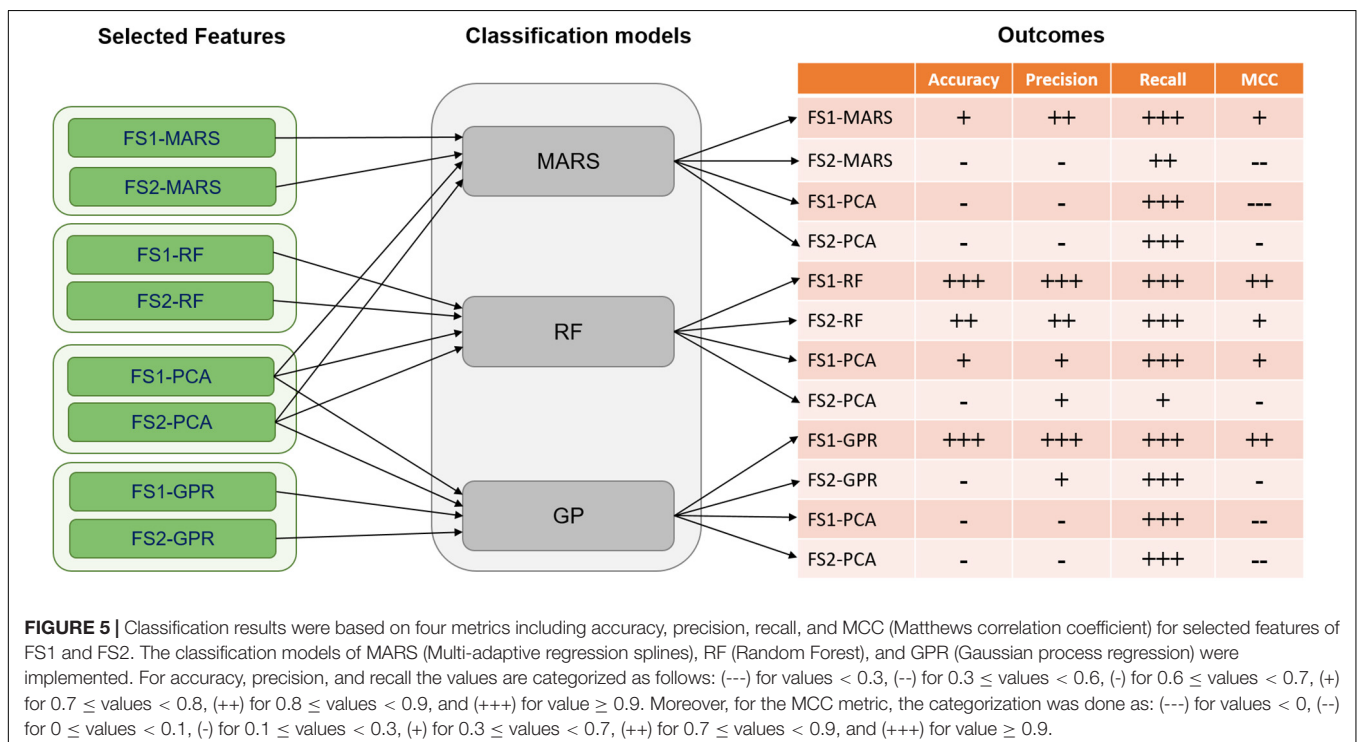 Selected Features
Classification models
Outcomes
FS1-MARS
FS2-MARS
FS1-RF
FS2-RF
FS1-PCA
FS2-PCA
FS1-GPR
FS2-GPR
MARS
RF
GP
Accuracy Precision Recall MCC
FS1-MARS + ++ +++ +
FS2-MARS - - ++ --
FS1-PCA - - +++ ---
FS2-PCA - - +++ -
FS1-RF +++ +++ +++ ++
FS2-RF ++ ++ +++ +
FS1-PCA + + +++ +
FS2-PCA - + + -
FS1-GPR +++ +++ +++ ++
FS2-GPR - + +++ -
FS1-PCA - - +++ --
FS2-PCA - - +++ --
FIGURE 5 | Classification results were based on four metrics including accuracy, precision, recall, and MCC (Matthews correlation coefficient) for selected features of
FS1 and FS2. The classification models of MARS (Multi-adaptive regression splines), RF (Random Forest), and GPR (Gaussian process regression) were
implemented. For accuracy, precision, and recall the values are categorized as follows: (---) for values < 0.3, (--) for 0.3 ≤ values < 0.6, (-) for 0.6 ≤ values < 0.7, (+)
for 0.7 ≤ values < 0.8, (++) for 0.8 ≤ values < 0.9, and (+++) for value ≥ 0.9. Moreover, for the MCC metric, the categorization was done as: (---) for values < 0, (--)
for 0 ≤ values < 0.1, (-) for 0.1 ≤ values < 0.3, (+) for 0.3 ≤ values < 0.7, (++) for 0.7 ≤ values < 0.9, and (+++) for value ≥ 0.9.